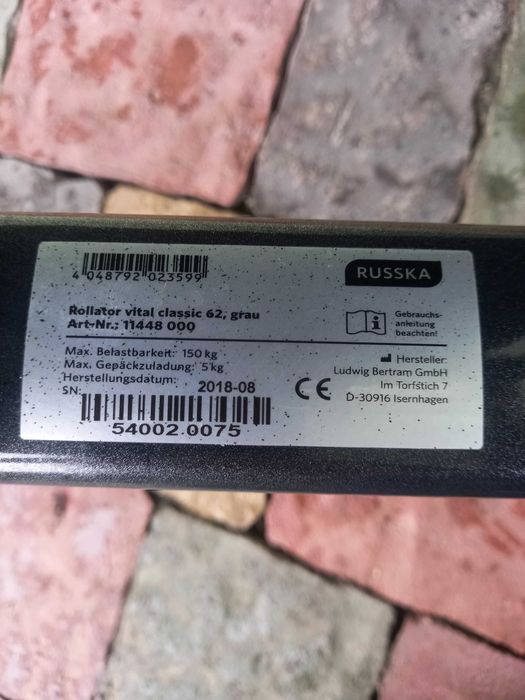 4 048792 023599
RUSSKA
Rollator vital classic 62, grau
Art-Nr.: 11448 000
Gebrauchs-
anleitung
beachten!
Max. Belastbarkeit: 150 kg
Max. Gepäckzuladung: 5 kg
Herstellungsdatum: 2018-08
SN:
54002.0075
CE
Hersteller:
Ludwig Bertram GmbH
Im Torfstich 7
D-30916 Isernhagen